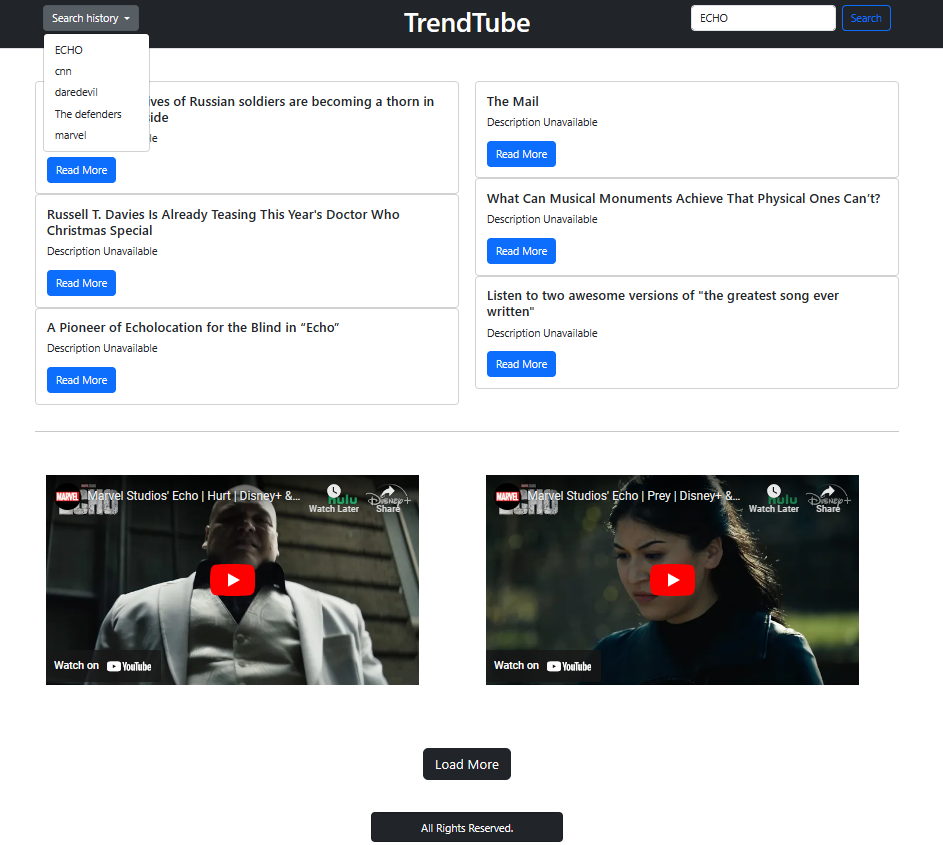 Search history
TrendTube
ECHO
Search
ECHO
cnn
daredevil
The defenders
marvel
ves of Russian soldiers are becoming a thorn in
ide
le
Read More
Russell T. Davies Is Already Teasing This Year's Doctor Who
Christmas Special
Description Unavailable
Read More
A Pioneer of Echolocation for the Blind in “Echo”
Description Unavailable
Read More
The Mail
Description Unavailable
Read More
What Can Musical Monuments Achieve That Physical Ones Can’t?
Description Unavailable
Read More
Listen to two awesome versions of "the greatest song ever
written"
Description Unavailable
Read More
MARVEL
Marvel Studios' Echo | Hurt | Disney+ &...
ECHO
hulu
Disney+
Watch Later
Share
Watch on YouTube
MARVEL
Marvel Studios' Echo | Prey | Disney+ &...
ECHO
hulu
Disney+
Watch Later
Share
Watch on YouTube
Load More
All Rights Reserved.